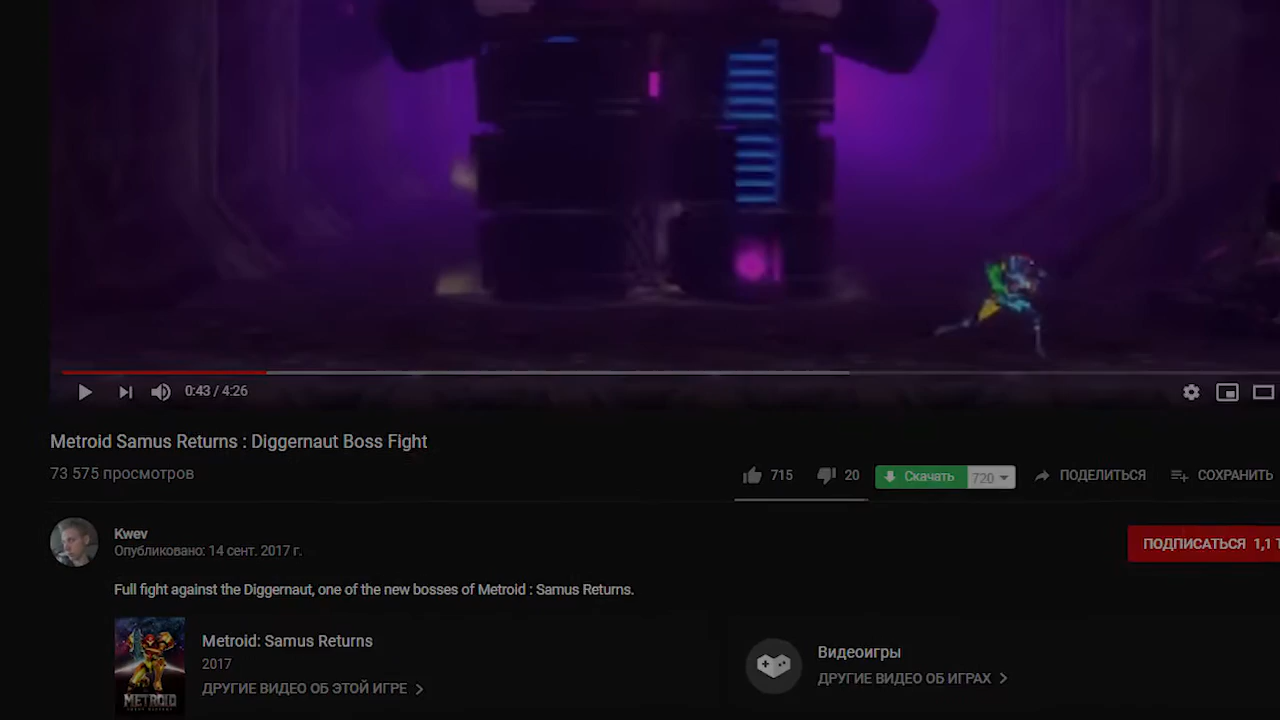 0:43 / 4:26
Metroid Samus Returns : Diggernaut Boss Fight
73 575 просмотров
715
20
Скачать
720
ПОДЕЛИТЬСЯ
СОХРАНИТЬ
Kwev
Опубликовано: 14 сент. 2017 г.
ПОДПИСАТЬСЯ 1,1 Т
Full fight against the Diggernaut, one of the new bosses of Metroid : Samus Returns.
METROID
Metroid: Samus Returns
2017
ДРУГИЕ ВИДЕО ОБ ЭТОЙ ИГРЕ
Видеоигры
ДРУГИЕ ВИДЕО ОБ ИГРАХ